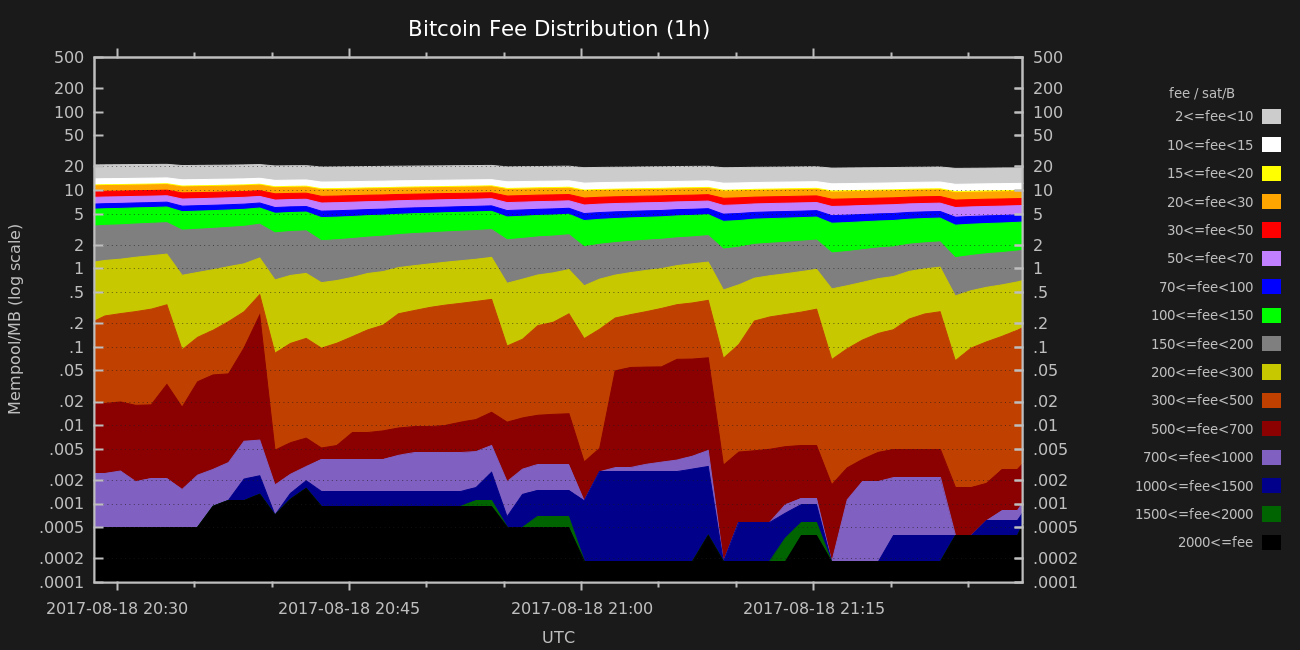 Bitcoin Fee Distribution (1h)
500 500
200 200
100 100
50 50
20 20
10 10
5 5
2 2
1 1
.5 .5
.2 .2
.1 .1
.05 .05
.02 .02
.01 .01
.005 .005
.002 .002
.001 .001
.0005 .0005
.0002 .0002
.0001 .0001
Mempool/MB (log scale)
2017-08-18 20:30 2017-08-18 20:45 2017-08-18 21:00 2017-08-18 21:15
UTC
fee / sat/B
2<=fee<10
10<=fee<15
15<=fee<20
20<=fee<30
30<=fee<50
50<=fee<70
70<=fee<100
100<=fee<150
150<=fee<200
200<=fee<300
300<=fee<500
500<=fee<700
700<=fee<1000
1000<=fee<1500
1500<=fee<2000
2000<=fee